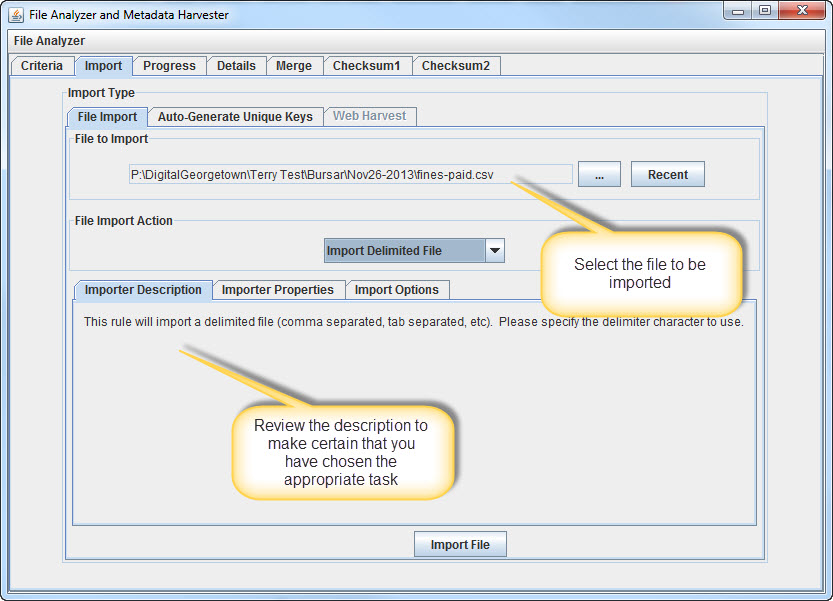 File Analyzer and Metadata Harvester
File Analyzer
Criteria Import Progress Details Merge Checksum1 Checksum2
Import Type
File Import Auto-Generate Unique Keys Web Harvest
File to Import
P:\DigitalGeorgetown\Terry Test\Bursar\Nov26-2013\fines-paid.csv ... Recent
File Import Action
Import Delimited File
Select the file to be
imported
Importer Description Importer Properties Import Options
This rule will import a delimited file (comma separated, tab separated, etc). Please specify the delimiter character to use.
Review the description to
make certain that you
have chosen the
appropriate task
Import File